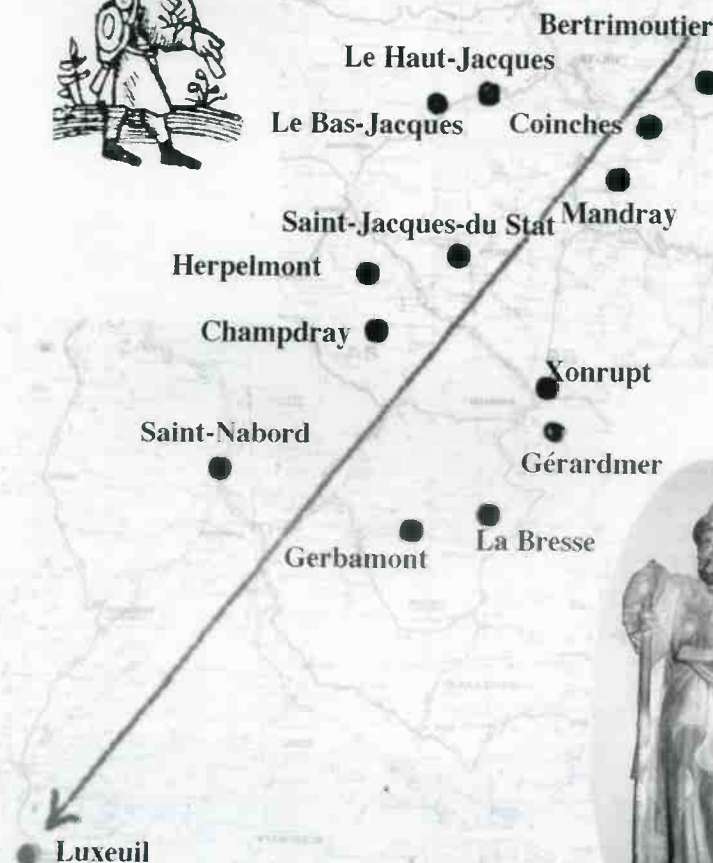 Bertrimoutier
Le Haut-Jacques
Le Bas-Jacques
Coinches
Mandray
Saint-Jacques-du Stat
Herpelmont
Champdray
Xonrupt
Saint-Nabord
Gérardmer
La Bresse
Gerbamont
Luxeuil